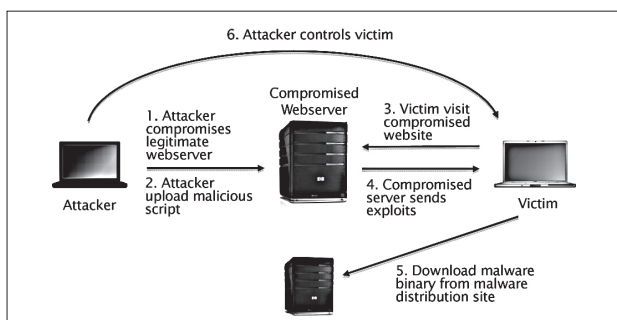 6. Attacker controls victim
Compromised
Webserver
1. Attacker
compromises
legitimate
webserver
2. Attacker
upload malicious
script
3. Victim visit
compromised
website
4. Compromised
server sends
exploits
Attacker
Victim
5. Download malware
binary from malware
distribution site